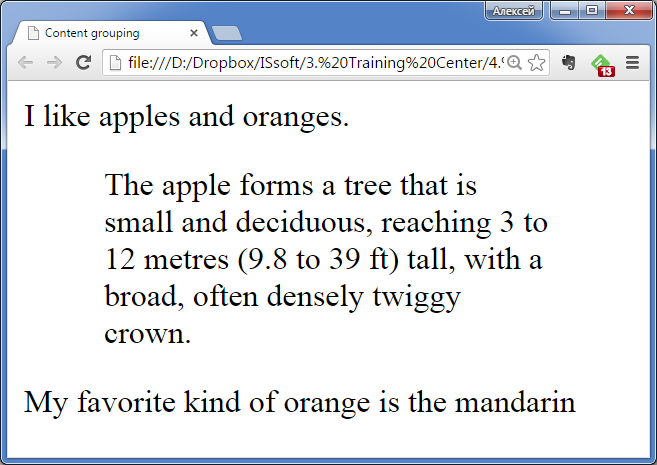 Алексей
Content grouping
file:///D:/Dropbox/ISsoft/3.%20Training%20Center/4.%
13
I like apples and oranges.
The apple forms a tree that is
small and deciduous, reaching 3 to
12 metres (9.8 to 39 ft) tall, with a
broad, often densely twiggy
crown.
My favorite kind of orange is the mandarin